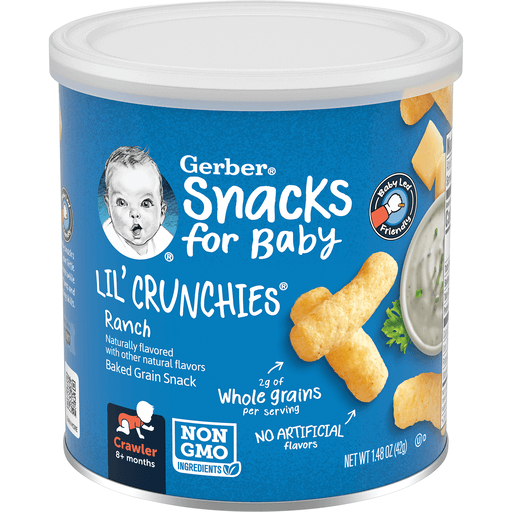 Gerber®
Snacks
for Baby
®
LIL' CRUNCHIES®
Ranch
Naturally flavored
with other natural flavors
Baked Grain Snack
Baby Led
Friendly
2g of
Whole grains
per serving
NO ARTIFICIAL
flavors
Crawler
8+ months
NON
GMO
INGREDIENTS
NET WT 1.48 OZ (42g)
U D